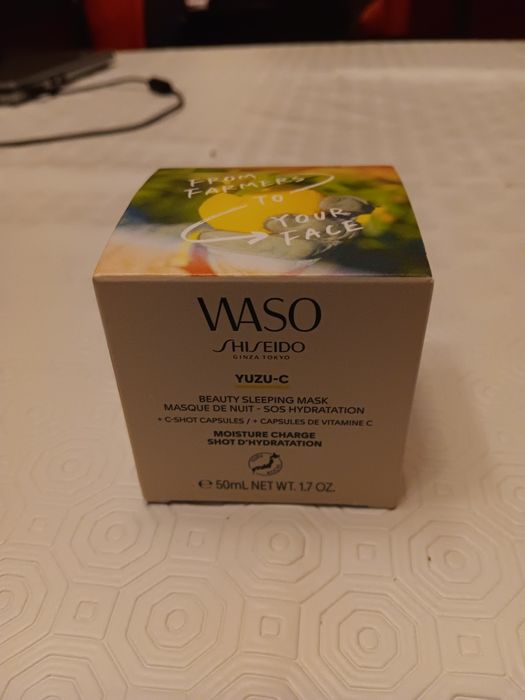 FROM
FARMERS
TO
YOUR
FACE
WASO
SHISEIDO
GINZA TOKYO
YUZU-C
BEAUTY SLEEPING MASK
MASQUE DE NUIT - SOS HYDRATATION
+ C-SHOT CAPSULES / + CAPSULES DE VITAMINE C
MOISTURE CHARGE
SHOT D'HYDRATATION
℮ 50mL NET WT. 1.7 OZ.